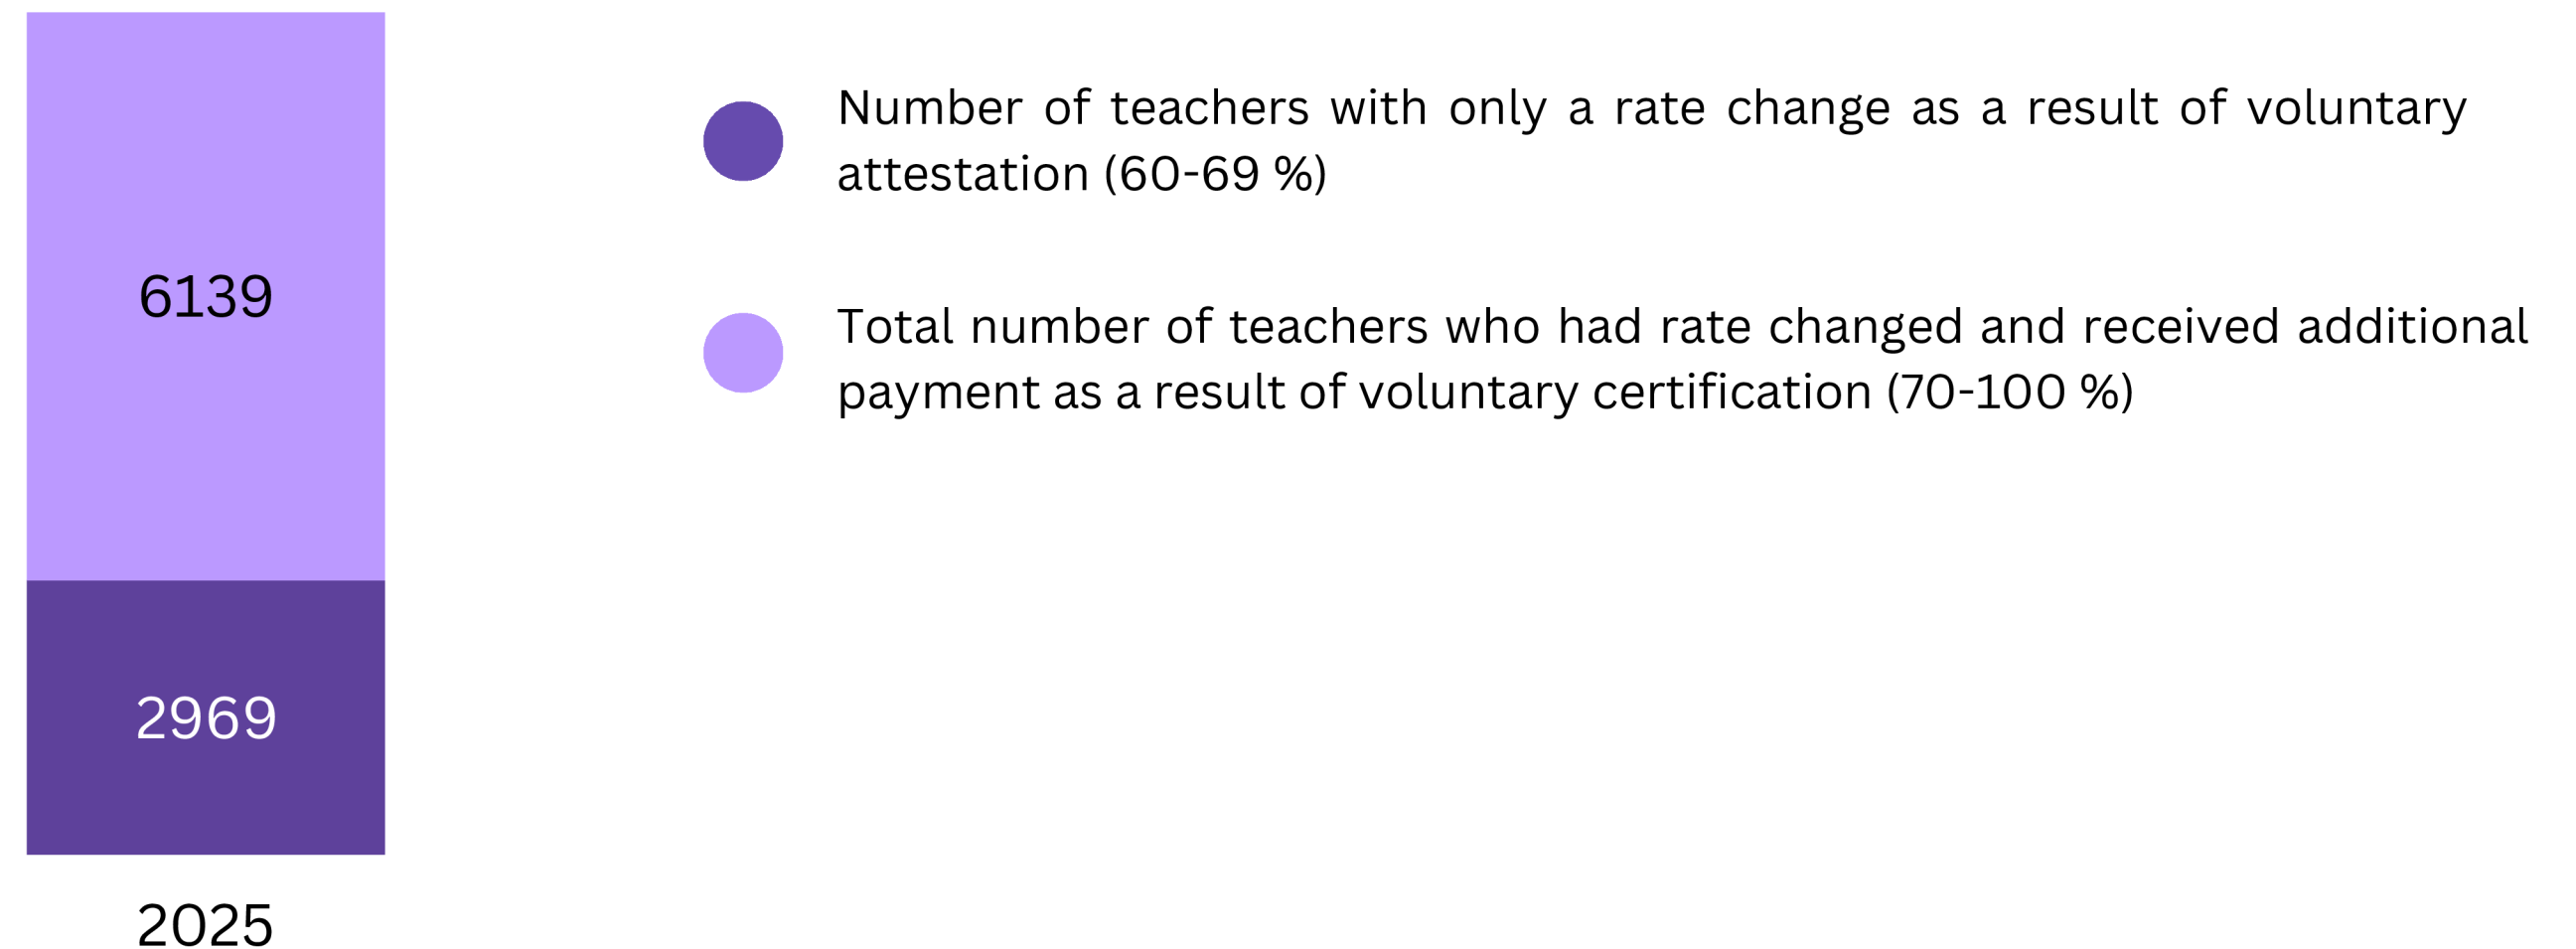 6139
2969
2025
Number of teachers with only a rate change as a result of voluntary
attestation (60-69 %)
Total number of teachers who had rate changed and received additional
payment as a result of voluntary certification (70-100 %)